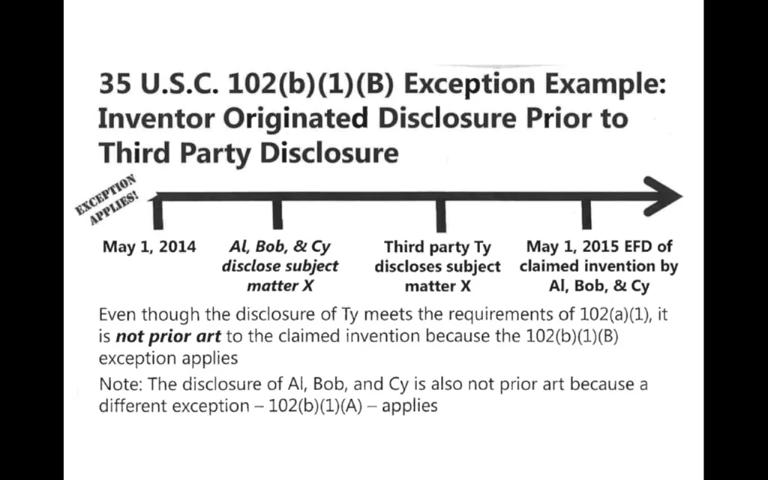 35 U.S.C. 102(b)(1)(B) Exception Example:
Inventor Originated Disclosure Prior to
Third Party Disclosure
EXCEPTION
APPLIES!
May 1, 2014
Al, Bob, & Cy
disclose subject
matter X
Third party Ty
discloses subject
matter X
May 1, 2015 EFD of
claimed invention by
Al, Bob, & Cy
Even though the disclosure of Ty meets the requirements of 102(a)(1), it
is not prior art to the claimed invention because the 102(b)(1)(B)
exception applies
Note: The disclosure of Al, Bob, and Cy is also not prior art because a
different exception – 102(b)(1)(A) – applies